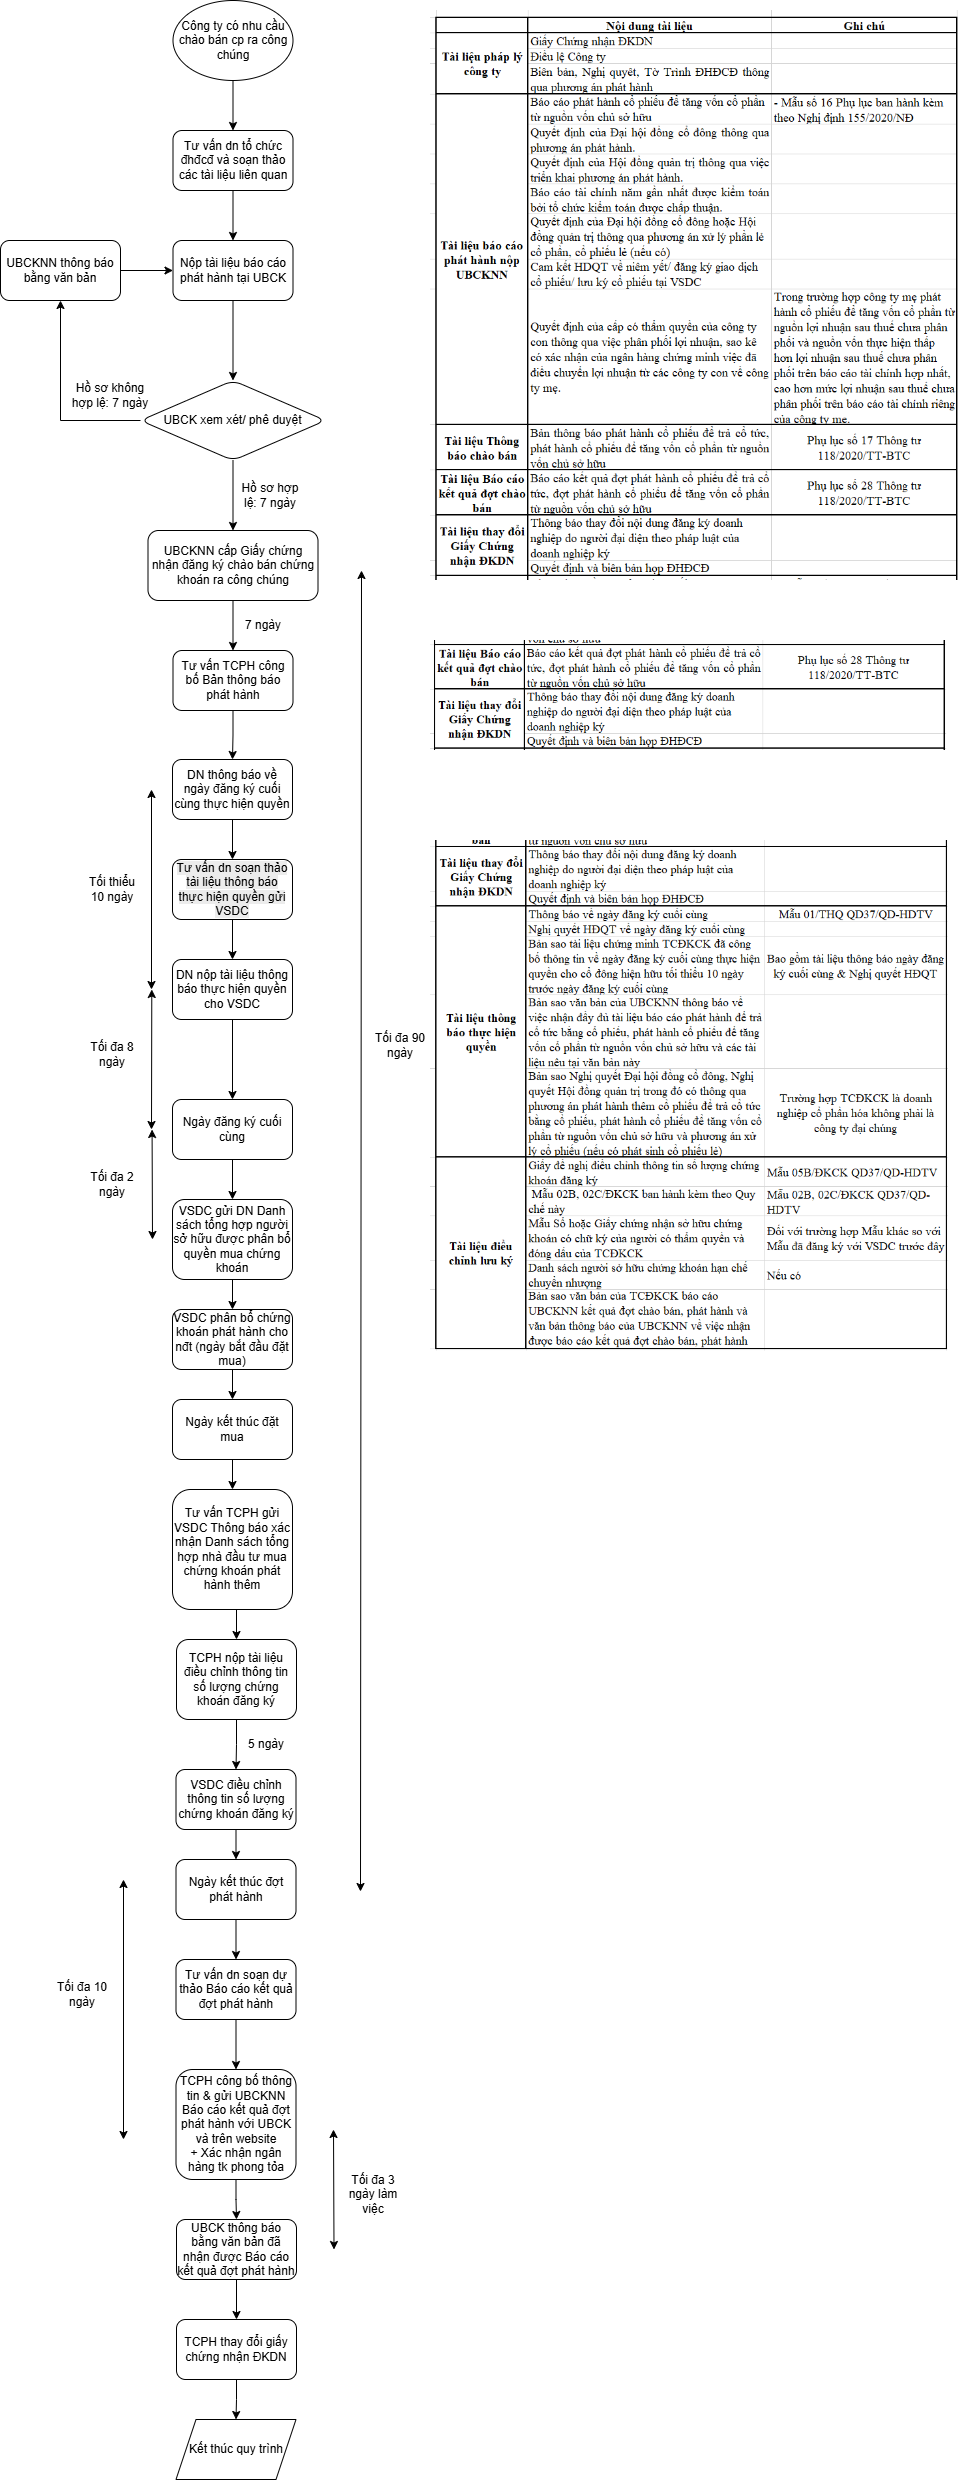 Công ty có nhu cầu
chào bán cp ra công
chúng
Tư vấn dn tổ chức
đhđcđ và soạn thảo
các tài liệu liên quan
UBCKNN thông báo
bằng văn bản
Nộp tài liệu báo cáo
phát hành tại UBCK
Hồ sơ không
hợp lệ: 7 ngày
UBCK xem xét/ phê duyệt
Hồ sơ hợp
lệ: 7 ngày
UBCKNN cấp Giấy chứng
nhận đăng ký chào bán chứng
khoán ra công chúng
7 ngày
Tư vấn TCPH công
bố Bản thông báo
phát hành
DN thông báo về
ngày đăng ký cuối
cùng thực hiện quyền
Tối thiểu
10 ngày
Tư vấn dn soạn thảo
tài liệu thông báo
thực hiện quyền gửi
VSDC
DN nộp tài liệu thông
báo thực hiện quyền
cho VSDC
Tối đa 8
ngày
Tối đa 90
ngày
Ngày đăng ký cuối
cùng
Tối đa 2
ngày
VSDC gửi DN Danh
sách tổng hợp người
sở hữu được phân bổ
quyền mua chứng
khoán
VSDC phân bổ chứng
khoán phát hành cho
nđt (ngày bắt đầu đặt
mua)
Ngày kết thúc đặt
mua
Tư vấn TCPH gửi
VSDC Thông báo xác
nhận Danh sách tổng
hợp nhà đầu tư mua
chứng khoán phát
hành thêm
TCPH nộp tài liệu
điều chỉnh thông tin
số lượng chứng
khoán đăng ký
5 ngày
VSDC điều chỉnh
thông tin số lượng
chứng khoán đăng ký
Ngày kết thúc đợt
phát hành
Tối đa 10
ngày
Tư vấn dn soạn dự
thảo Báo cáo kết quả
đợt phát hành
TCPH công bố thông
tin & gửi UBCKNN
Báo cáo kết quả đợt
phát hành với UBCK
và trên website
+ Xác nhận ngân
hàng tk phong tỏa
Tối đa 3
ngày làm
việc
UBCK thông báo
bằng văn bản đã
nhận được Báo cáo
kết quả đợt phát hành
TCPH thay đổi giấy
chứng nhận ĐKDN
Kết thúc quy trình
Nội dung tài liệu
Ghi chú
Tài liệu pháp lý
công ty
Giấy Chứng nhận ĐKDN
Điều lệ Công ty
Biên bản, Nghị quyết, Tờ Trình ĐHĐCĐ thông
qua phương án phát hành
Tài liệu báo cáo
phát hành nộp
UBCKNN
Báo cáo phát hành cổ phiếu để tăng vốn cổ phần
từ nguồn vốn chủ sở hữu
- Mẫu số 16 Phụ lục ban hành kèm
theo Nghị định 155/2020/NĐ
Quyết định của Đại hội đồng cổ đông thông qua
phương án phát hành.
Quyết định của Hội đồng quản trị thông qua việc
triển khai phương án phát hành.
Báo cáo tài chính năm gần nhất được kiểm toán
bởi tổ chức kiểm toán được chấp thuận.
Quyết định của Đại hội đồng cổ đông hoặc Hội
đồng quản trị thông qua phương án xử lý phần lẻ
cổ phần, cổ phiếu lẻ (nếu có)
Cam kết HDQT về niêm yết/ đăng ký giao dịch
cổ phiếu/ lưu ký cổ phiếu tại VSDC
Quyết định của cấp có thẩm quyền của công ty
con thông qua việc phân phối lợi nhuận, sao kê
có xác nhận của ngân hàng chứng minh việc đã
điều chuyển lợi nhuận từ các công ty con về công
ty mẹ.
Trong trường hợp công ty mẹ phát
hành cổ phiếu để tăng vốn cổ phần từ
nguồn lợi nhuận sau thuế chưa phân
phối và nguồn vốn thực hiện thấp
hơn lợi nhuận sau thuế chưa phân
phối trên báo cáo tài chính hợp nhất,
cao hơn mức lợi nhuận sau thuế chưa
phân phối trên báo cáo tài chính riêng
của công ty mẹ.
Tài liệu Thông
báo chào bán
Bản thông báo phát hành cổ phiếu để trả cổ tức,
phát hành cổ phiếu để tăng vốn cổ phần từ nguồn
vốn chủ sở hữu
Phụ lục số 17 Thông tư
118/2020/TT-BTC
Tài liệu Báo cáo
kết quả đợt chào
bán
Báo cáo kết quả đợt phát hành cổ phiếu để trả cổ
tức, đợt phát hành cổ phiếu để tăng vốn cổ phần
từ nguồn vốn chủ sở hữu
Phụ lục số 28 Thông tư
118/2020/TT-BTC
Tài liệu thay đổi
Giấy Chứng
nhận ĐKDN
Thông báo thay đổi nội dung đăng ký doanh
nghiệp do người đại diện theo pháp luật của
doanh nghiệp ký
Quyết định và biên bản họp ĐHĐCĐ
vốn chủ sở hữu
Tài liệu Báo cáo
kết quả đợt chào
bán
Báo cáo kết quả đợt phát hành cổ phiếu để trả cổ
tức, đợt phát hành cổ phiếu để tăng vốn cổ phần
từ nguồn vốn chủ sở hữu
Phụ lục số 28 Thông tư
118/2020/TT-BTC
Tài liệu thay đổi
Giấy Chứng
nhận ĐKDN
Thông báo thay đổi nội dung đăng ký doanh
nghiệp do người đại diện theo pháp luật của
doanh nghiệp ký
Quyết định và biên bản họp ĐHĐCĐ
bán
từ nguồn vốn chủ sở hữu
Tài liệu thay đổi
Giấy Chứng
nhận ĐKDN
Thông báo thay đổi nội dung đăng ký doanh
nghiệp do người đại diện theo pháp luật của
doanh nghiệp ký
Quyết định và biên bản họp ĐHĐCĐ
Tài liệu thông
báo thực hiện
quyền
Thông báo về ngày đăng ký cuối cùng
Mẫu 01/THQ QD37/QD-HDTV
Nghị quyết HĐQT về ngày đăng ký cuối cùng
Bản sao tài liệu chứng minh TCĐKCK đã công
bố thông tin về ngày đăng ký cuối cùng thực hiện
quyền cho cổ đông hiện hữu tối thiểu 10 ngày
trước ngày đăng ký cuối cùng
Bao gồm tài liệu thông báo ngày đăng
ký cuối cùng & Nghị quyết HĐQT
Bản sao văn bản của UBCKNN thông báo về
việc nhận đầy đủ tài liệu báo cáo phát hành để trả
cổ tức bằng cổ phiếu, phát hành cổ phiếu để tăng
vốn cổ phần từ nguồn vốn chủ sở hữu và các tài
liệu nêu tại văn bản này
Bản sao Nghị quyết Đại hội đồng cổ đông, Nghị
quyết Hội đồng quản trị trong đó có thông qua
phương án phát hành thêm cổ phiếu để trả cổ tức
bằng cổ phiếu, phát hành cổ phiếu để tăng vốn cổ
phần từ nguồn vốn chủ sở hữu và phương án xử
lý cổ phiếu (nếu có phát sinh cổ phiếu lẻ)
Trường hợp TCĐKCK là doanh
nghiệp cổ phần hóa không phải là
công ty đại chúng
Tài liệu điều
chỉnh lưu ký
Giấy đề nghị điều chỉnh thông tin số lượng chứng
khoán đăng ký
Mẫu 05B/ĐKCK QD37/QD-HDTV
Mẫu 02B, 02C/ĐKCK ban hành kèm theo Quy
chế này
Mẫu 02B, 02C/ĐKCK QD37/QD-
HDTV
Mẫu Sổ hoặc Giấy chứng nhận sở hữu chứng
khoán có chữ ký của người có thẩm quyền và
đóng dấu của TCĐKCK
Đối với trường hợp Mẫu khác so với
Mẫu đã đăng ký với VSDC trước đây
Danh sách người sở hữu chứng khoán hạn chế
chuyển nhượng
Nếu có
Bản sao văn bản của TCĐKCK báo cáo
UBCKNN kết quả đợt chào bán, phát hành và
văn bản thông báo của UBCKNN về việc nhận
được báo cáo kết quả đợt chào bán, phát hành